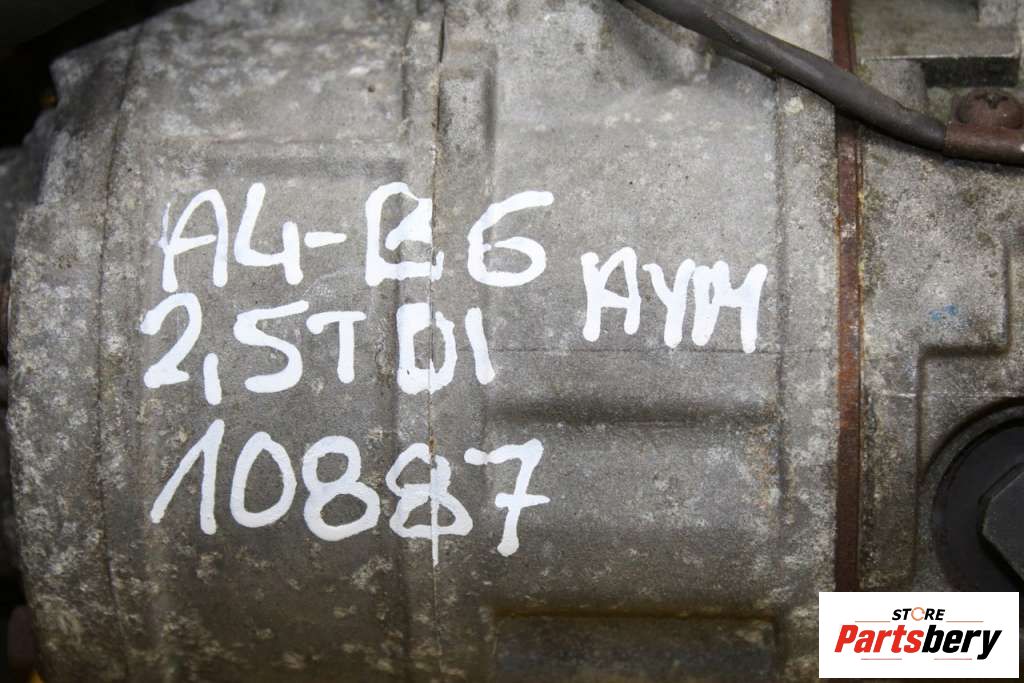 A4-B6 AYM
2,5TDI
10887
STORE
Partsbery